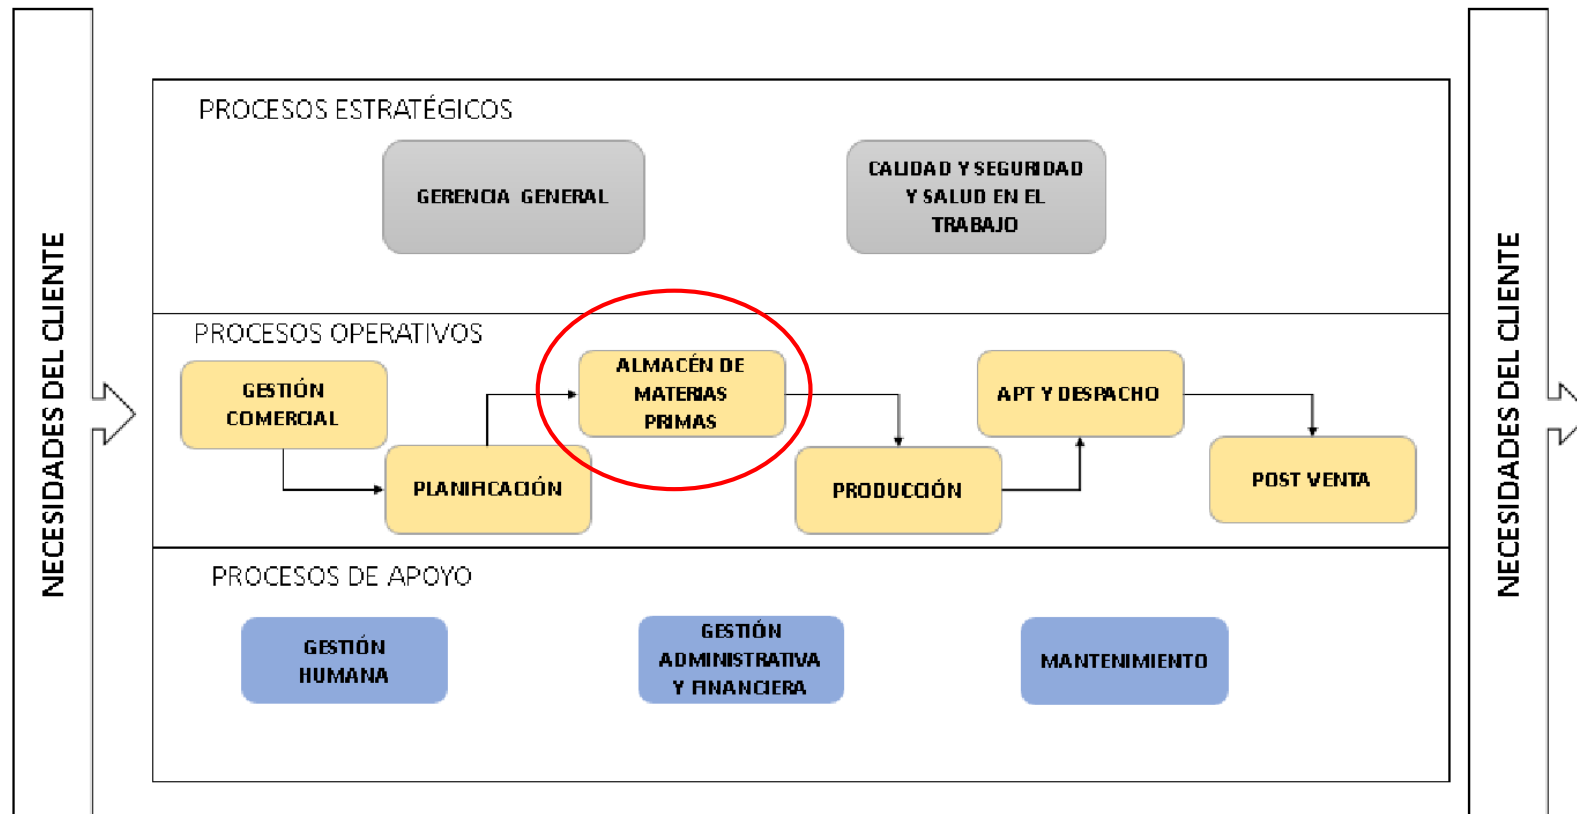 NECESIDADES DEL CLIENTE
PROCESOS ESTRATÉGICOS
GERENCIA GENERAL
CALIDAD Y SEGURIDAD
Y SALUD EN EL
TRABAJO
PROCESOS OPERATIVOS
GESTIÓN
COMERCIAL
PLANIFICACIÓN
ALMACÉN DE
MATERIAS
PRIMAS
PRODUCCIÓN
APT Y DESPACHO
POST VENTA
PROCESOS DE APOYO
GESTIÓN
HUMANA
GESTIÓN
ADMINISTRATIVA
Y FINANCIERA
MANTENIMIENTO
NECESIDADES DEL CLIENTE